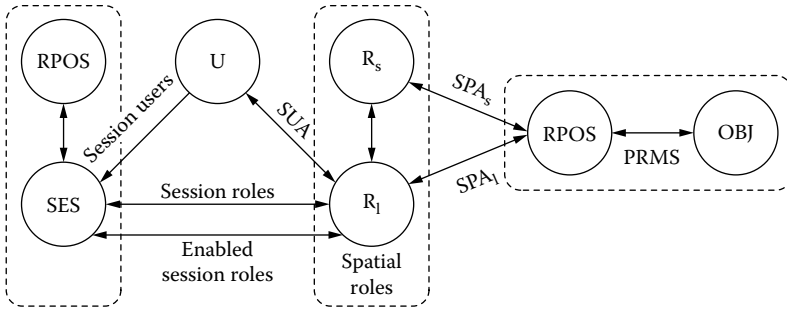 RPOS
U
R_s
SPA_s
Session users
SUA
RPOS
OBJ
PRMS
SPA_l
SES
Session roles
R_l
Enabled
session roles
Spatial
roles